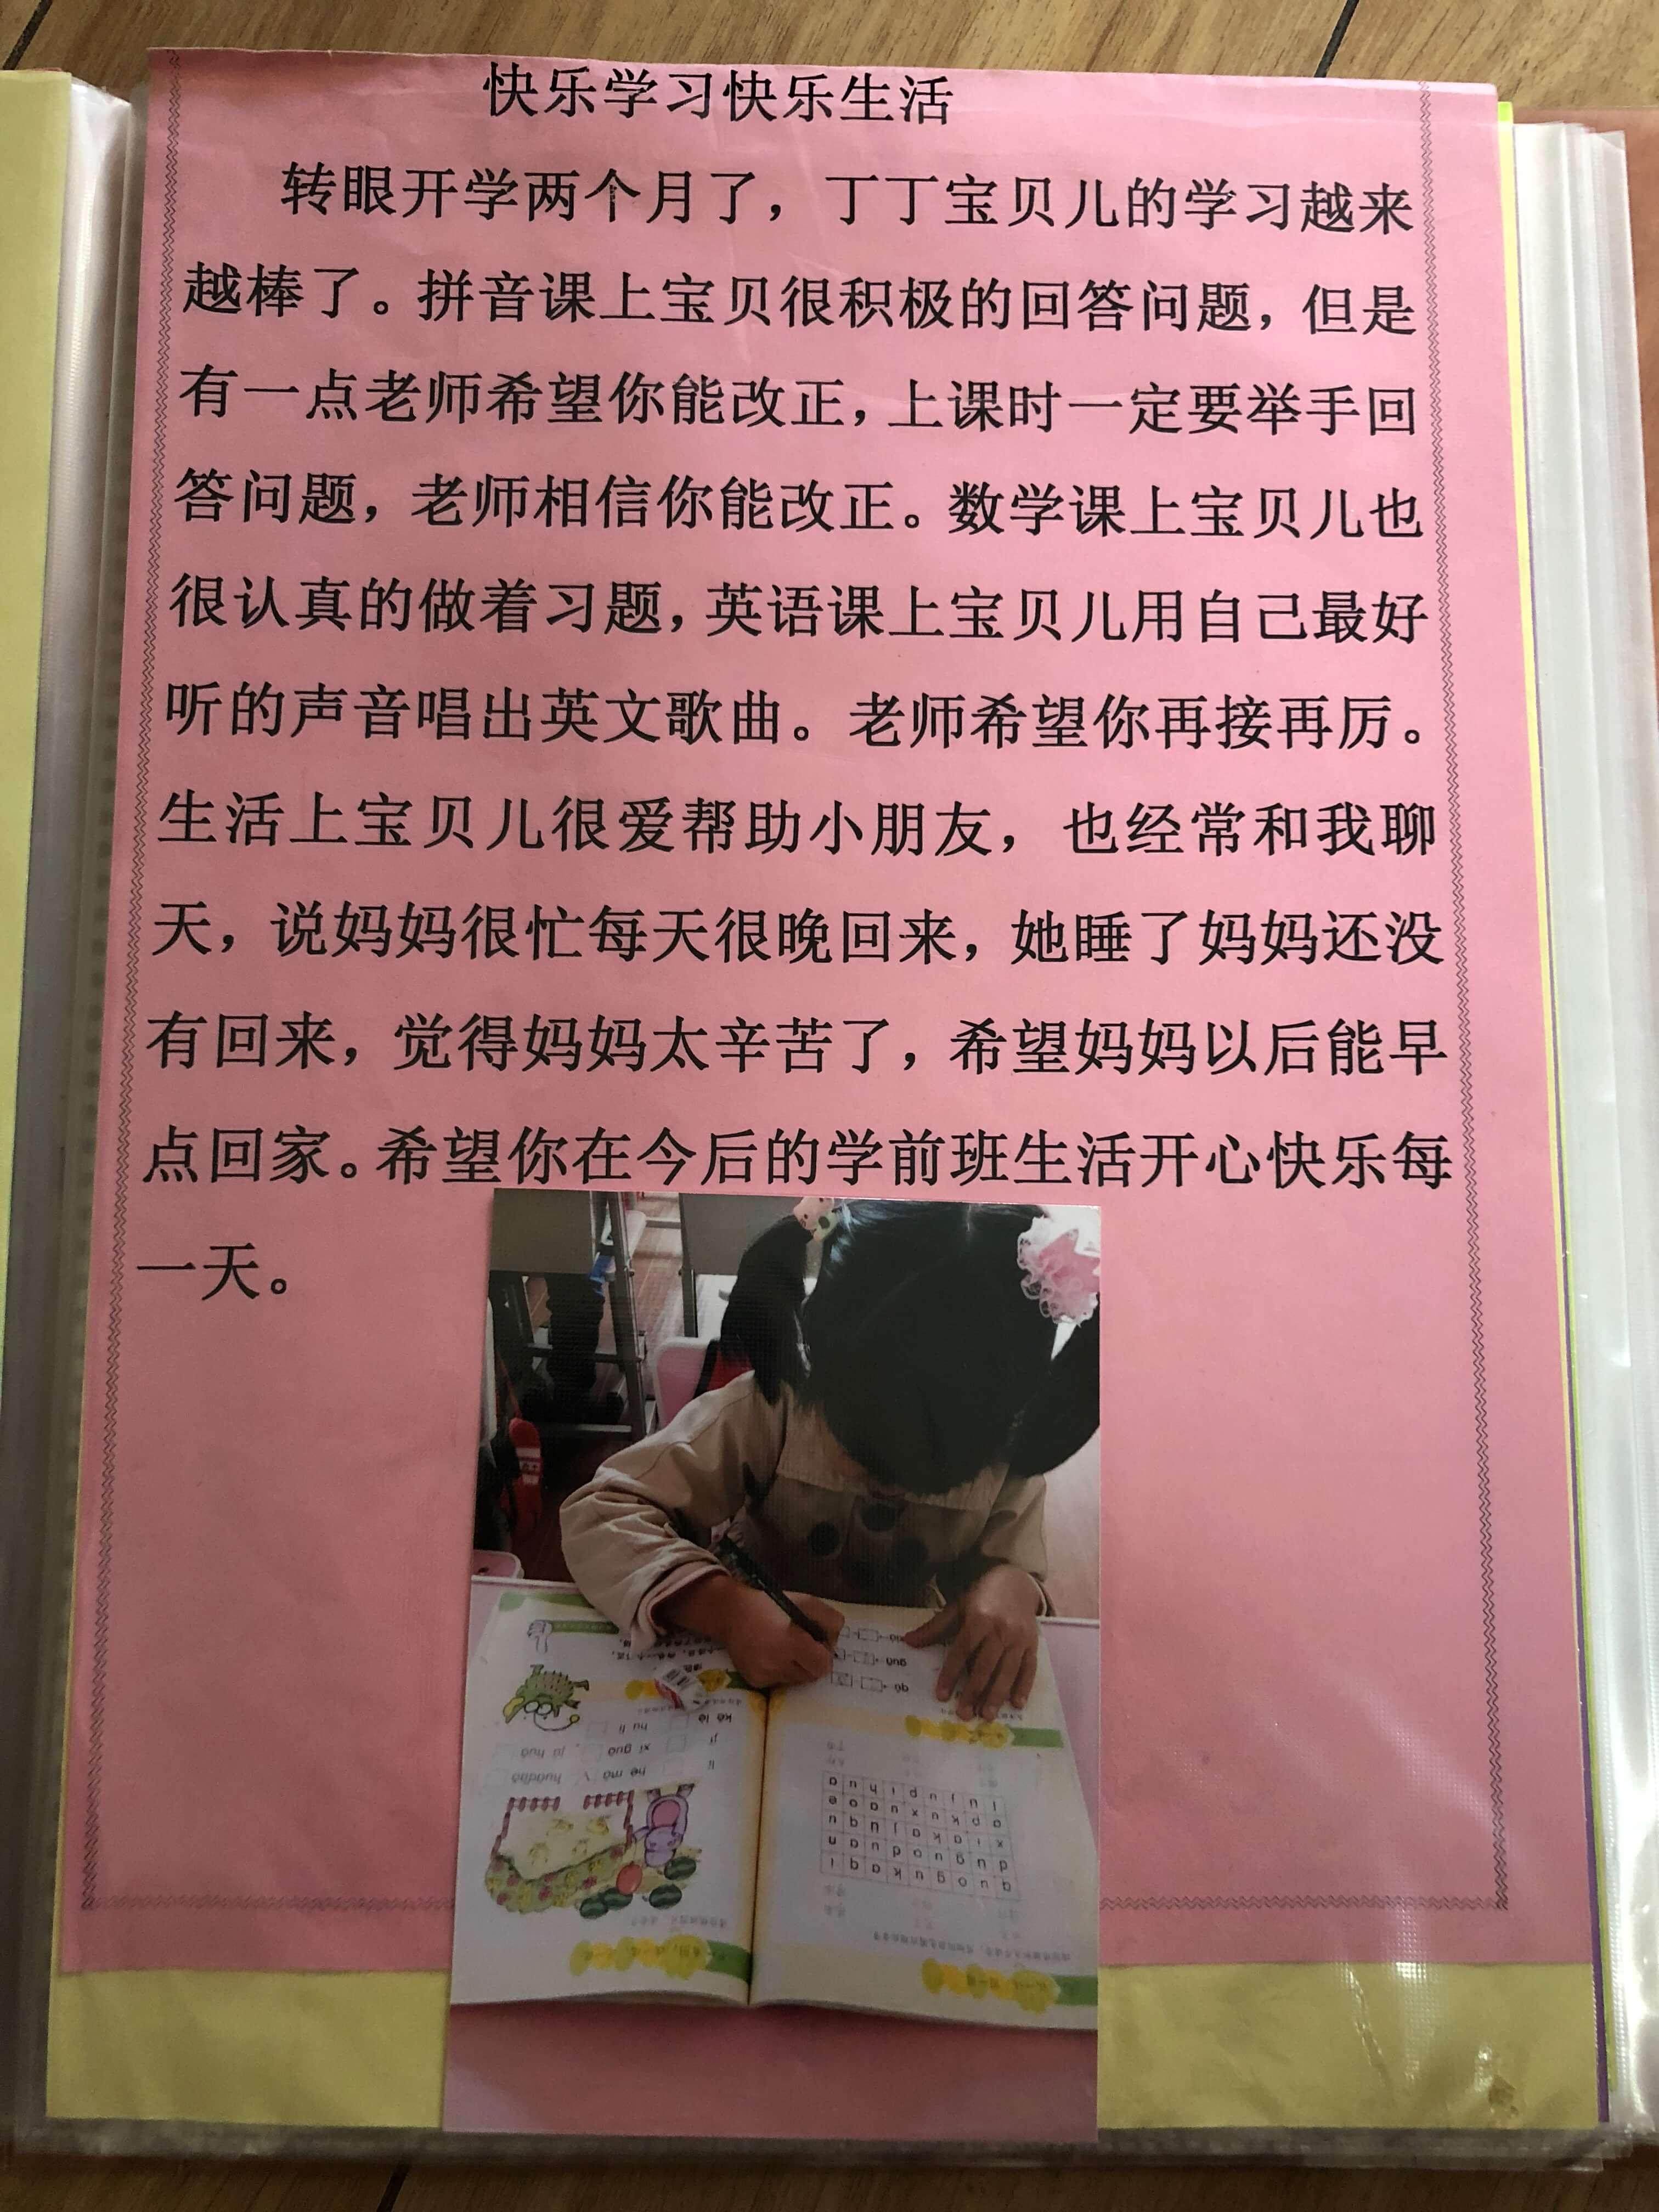 快乐学习快乐生活
转眼开学两个月了，丁丁宝贝儿的学习越来
越棒了。拼音课上宝贝很积极的回答问题，但是
有一点老师希望你能改正，上课时一定要举手回
答问题，老师相信你能改正。数学课上宝贝儿也
很认真的做着习题，英语课上宝贝儿用自己最好
听的声音唱出英文歌曲。老师希望你再接再厉。
生活上宝贝儿很爱帮助小朋友，也经常和我聊
天，说妈妈很忙每天很晚回来，她睡了妈妈还没
有回来，觉得妈妈太辛苦了，希望妈妈以后能早
点回家。希望你在今后的学前班生活开心快乐每
一天。